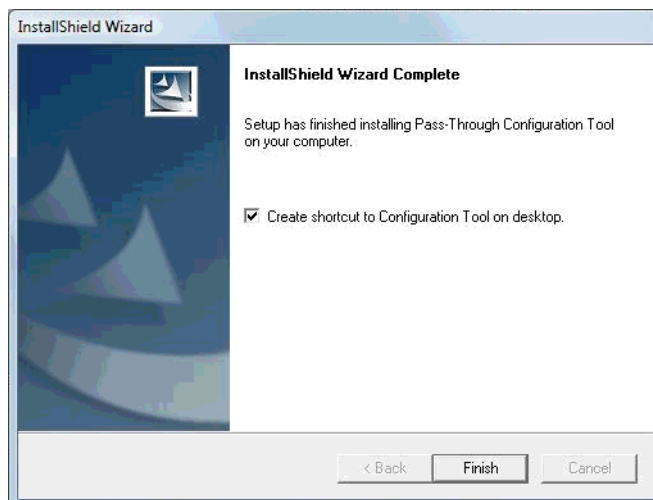 InstallShield Wizard
InstallShield Wizard Complete
Setup has finished installing Pass-Through Configuration Tool
on your computer.
Create shortcut to Configuration Tool on desktop.
< Back
Finish
Cancel